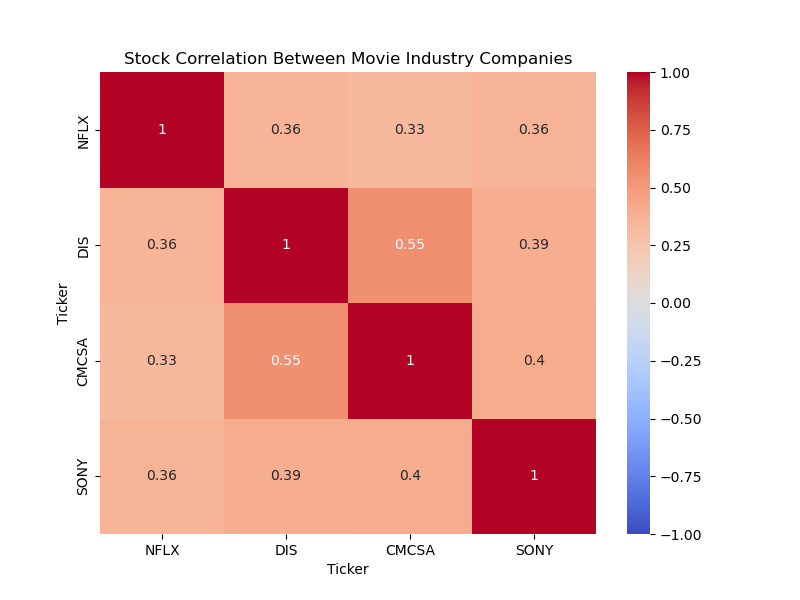 Stock Correlation Between Movie Industry Companies
NFLX 1 0.36 0.33 0.36
DIS 0.36 1 0.55 0.39
CMCSA 0.33 0.55 1 0.4
SONY 0.36 0.39 0.4 1
NFLX DIS CMCSA SONY
Ticker
Ticker
1.00
0.75
0.50
0.25
0.00
−0.25
−0.50
−0.75
−1.00